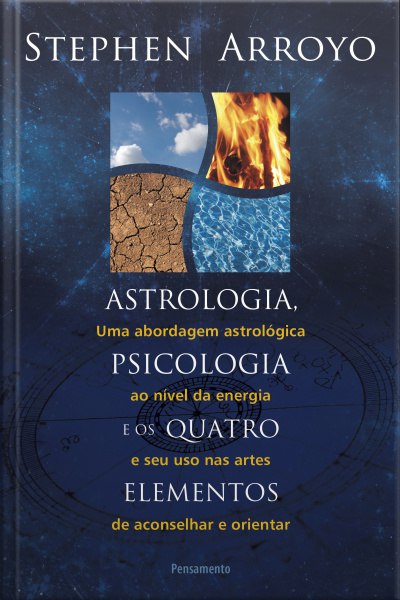 STEPHEN ARROYO
ASTROLOGIA,
Uma abordagem astrológica
PSICOLOGIA
ao nível da energia
E OS QUATRO
e seu uso nas artes
ELEMENTOS
de aconselhar e orientar
Pensamento